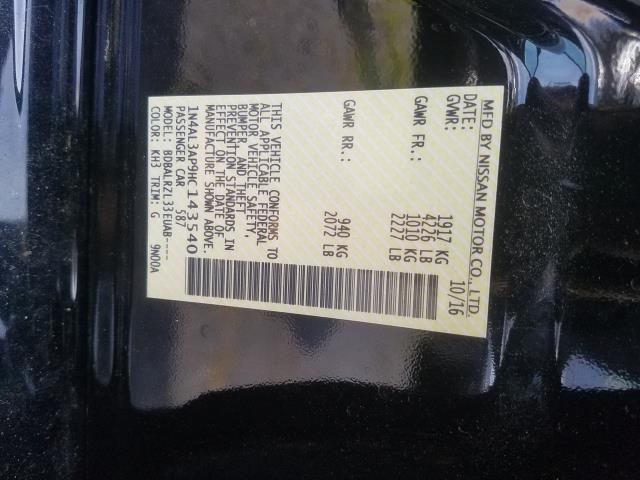 MFD BY NISSAN MOTOR CO., LTD.
DATE: 10/16
GVWR: 1917 KG
4226 LB
GAWR FR.: 1010 KG
2227 LB
GAWR RR.: 940 KG
2072 LB
THIS VEHICLE CONFORMS TO
ALL APPLICABLE FEDERAL
MOTOR VEHICLE SAFETY,
BUMPER, AND THEFT
PREVENTION STANDARDS IN
EFFECT ON THE DATE OF
MANUFACTURE SHOWN ABOVE.
1N4AL3AP9HC143540
PASSENGER CAR 587
MODEL: BDBALRZL33EUAB----
COLOR: KH3 TRIM: G 9N00A